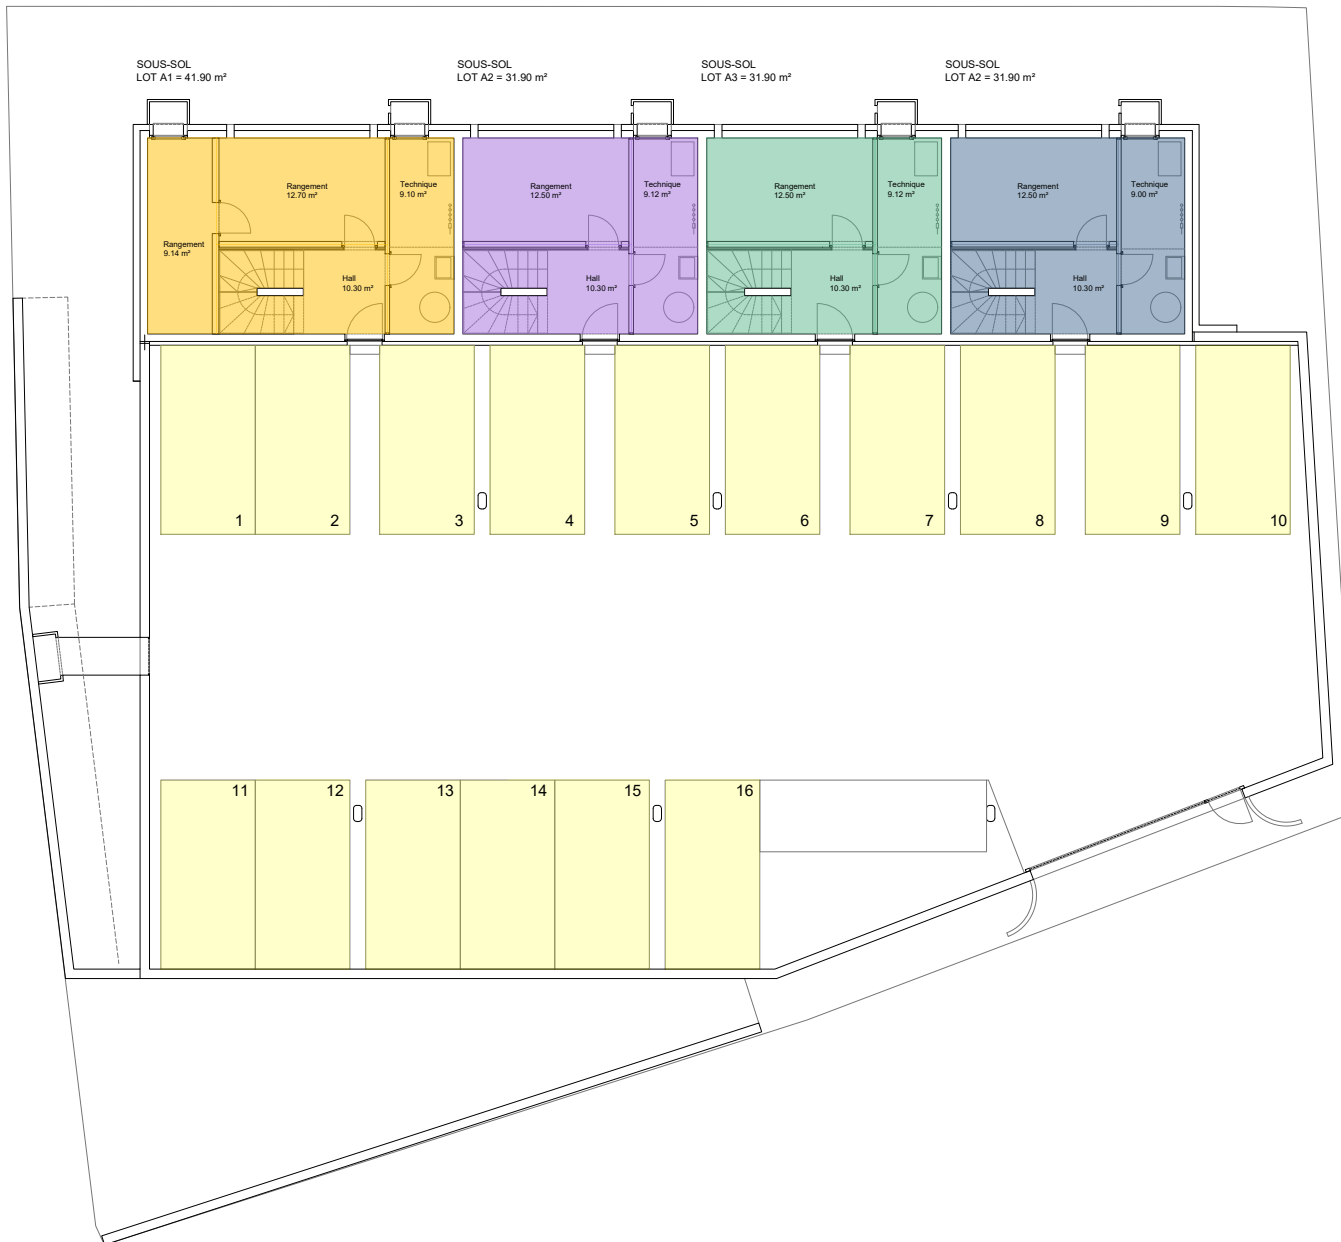 SOUS-SOL
LOT A1 = 41.90 m²
SOUS-SOL
LOT A2 = 31.90 m²
SOUS-SOL
LOT A3 = 31.90 m²
SOUS-SOL
LOT A2 = 31.90 m²
Rangement
12.70 m²
Technique
9.10 m²
Rangement
9.14 m²
Hall
10.30 m²
Rangement
12.50 m²
Technique
9.12 m²
Hall
10.30 m²
Rangement
12.50 m²
Technique
9.12 m²
Hall
10.30 m²
Rangement
12.50 m²
Technique
9.00 m²
Hall
10.30 m²
1
2
3
4
5
6
7
8
9
10
11
12
13
14
15
16